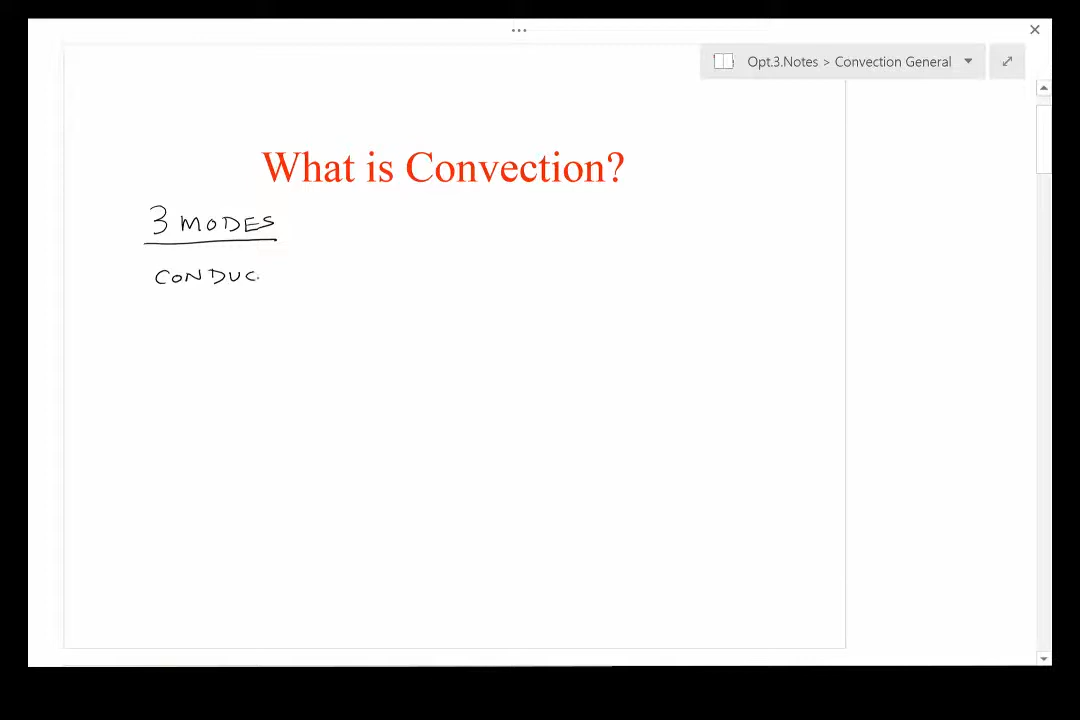 Opt.3.Notes > Convection General
What is Convection?
3 MODES
CONDUC